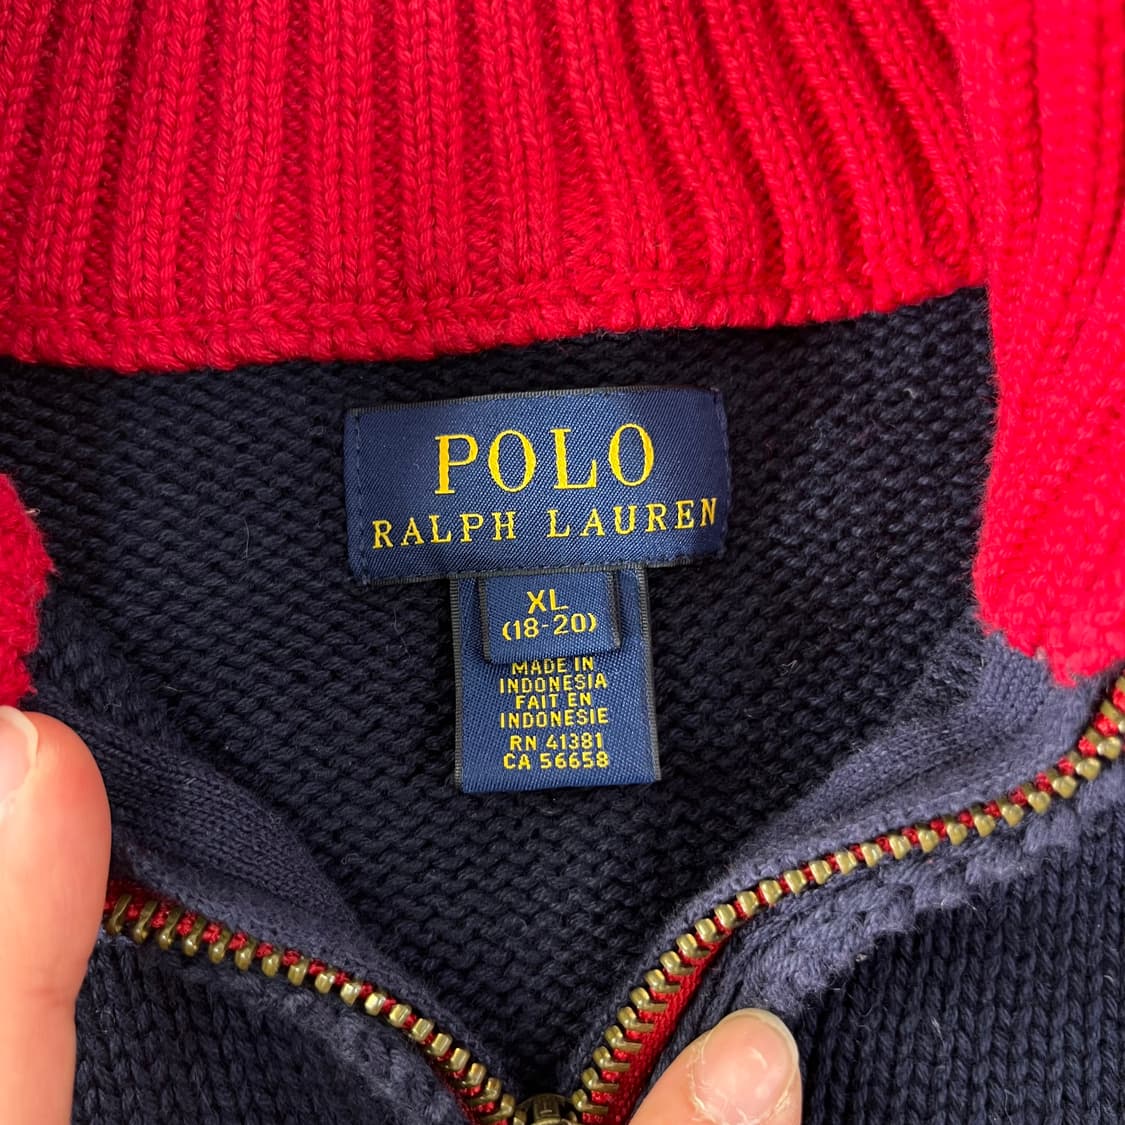 POLO
RALPH LAUREN
XL
(18-20)
MADE IN
INDONESIA
FAIT EN
INDONESIE
RN 41381
CA 56658